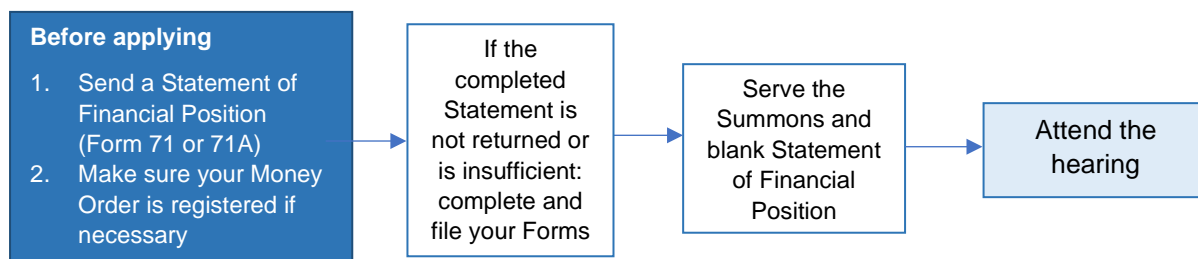 Before applying
1. Send a Statement of
Financial Position
(Form 71 or 71A)
2. Make sure your Money
Order is registered if
necessary
If the
completed
Statement is
not returned or
is insufficient:
complete and
file your Forms
Serve the
Summons and
blank Statement
of Financial
Position
Attend the
hearing